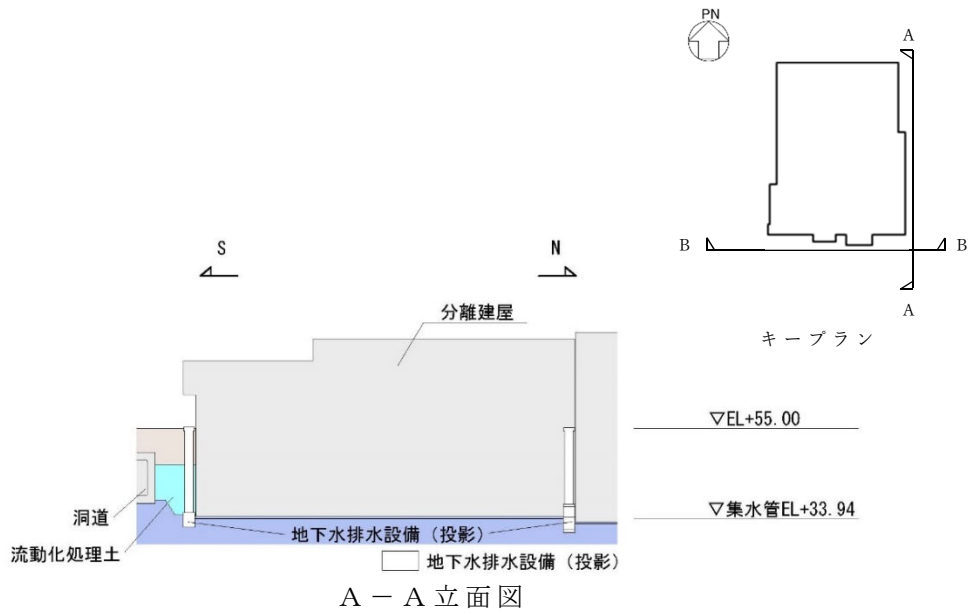 PN
A
B
B
A
キープラン
S
N
分離建屋
▽EL+55.00
▽集水管EL+33.94
洞道
流動化処理土
地下水排水設備（投影）
地下水排水設備（投影）
A－A立面図